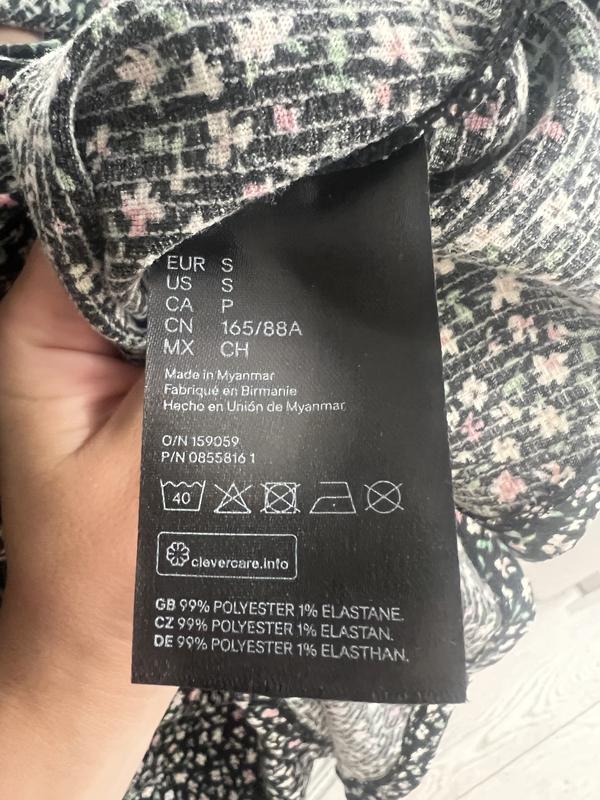 EUR S
US S
CA P
CN 165/88A
MX CH
Made in Myanmar
Fabriqué en Birmanie
Hecho en Unión de Myanmar
O/N 159059
P/N 0855816 1
40
clevercare.info
GB 99% POLYESTER 1% ELASTANE.
CZ 99% POLYESTER 1% ELASTAN.
DE 99% POLYESTER 1% ELASTHAN.